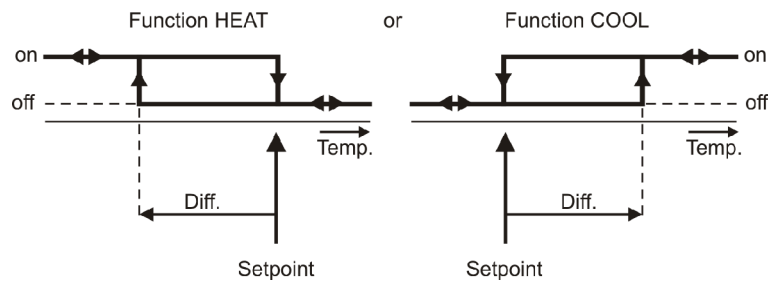 Function HEAT or Function COOL
on on
off off
Temp. Temp.
Diff. Diff.
Setpoint Setpoint